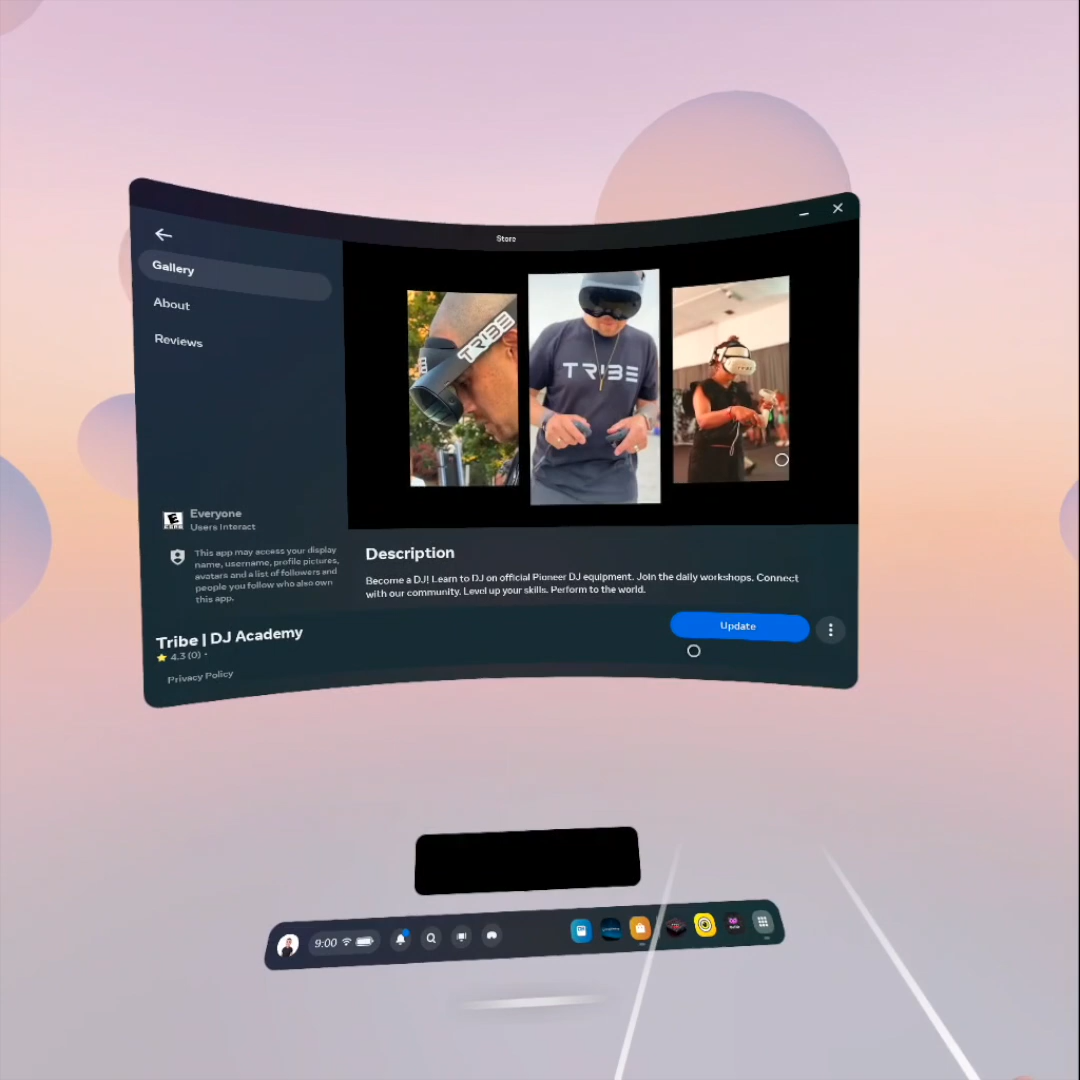 Store
Gallery
About
Reviews
TRIBE
TRIBE
E
Everyone
Users Interact
This app may access your display
name, username, profile pictures,
avatars and a list of followers and
people you follow who also own
this app.
Description
Become a DJ! Learn to DJ on official Pioneer DJ equipment. Join the daily workshops. Connect
with our community. Level up your skills. Perform to the world.
Tribe | DJ Academy
4.3 (0) •
Update
Privacy Policy
9:00